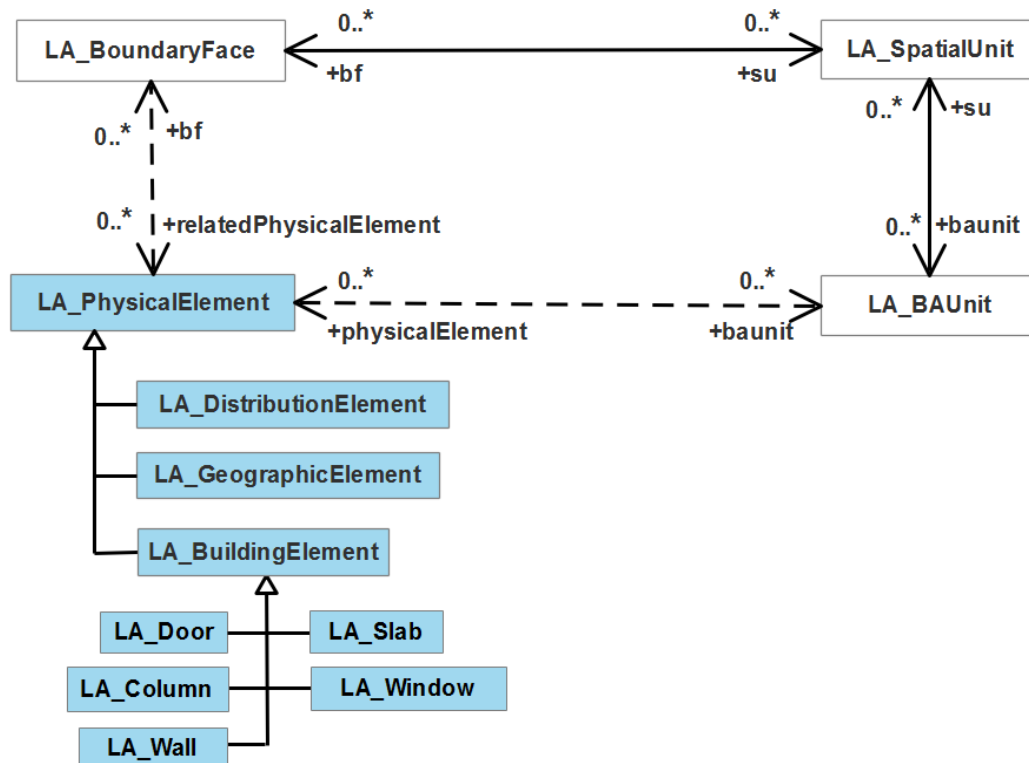 0..*
0..*
LA_BoundaryFace
LA_SpatialUnit
+bf
+su
0..*
+bf
0..*
+su
0..*
+relatedPhysicalElement
0..*
+baunit
LA_PhysicalElement
0..*
0..*
LA_BAUnit
+physicalElement
+baunit
LA_DistributionElement
LA_GeographicElement
LA_BuildingElement
LA_Door
LA_Slab
LA_Column
LA_Window
LA_Wall